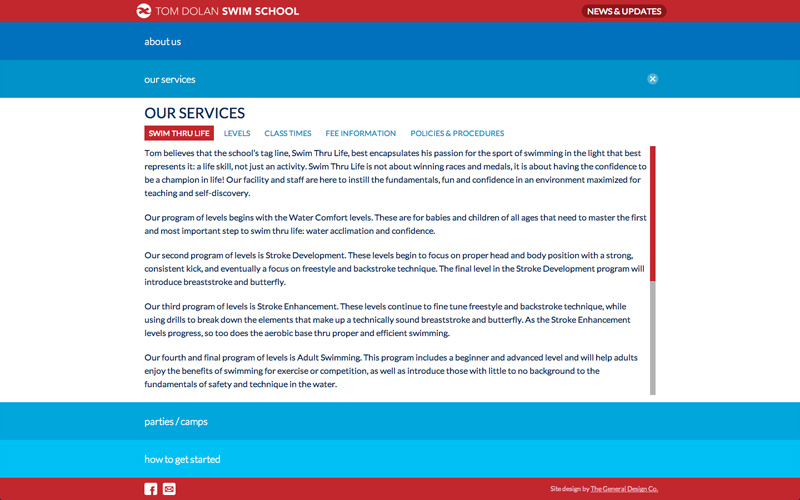 TOM DOLAN SWIM SCHOOL
NEWS & UPDATES
about us
our services
OUR SERVICES
SWIM THRU LIFE LEVELS CLASS TIMES FEE INFORMATION POLICIES & PROCEDURES
Tom believes that the school's tag line, Swim Thru Life, best encapsulates his passion for the sport of swimming in the light that best
represents it: a life skill, not just an activity. Swim Thru Life is not about winning races and medals, it is about having the confidence to
be a champion in life! Our facility and staff are here to instill the fundamentals, fun and confidence in an environment maximized for
teaching and self-discovery.
Our program of levels begins with the Water Comfort levels. These are for babies and children of all ages that need to master the first
and most important step to swim thru life: water acclimation and confidence.
Our second program of levels is Stroke Development. These levels begin to focus on proper head and body position with a strong,
consistent kick, and eventually a focus on freestyle and backstroke technique. The final level in the Stroke Development program will
introduce breaststroke and butterfly.
Our third program of levels is Stroke Enhancement. These levels continue to fine tune freestyle and backstroke technique, while
using drills to break down the elements that make up a technically sound breaststroke and butterfly. As the Stroke Enhancement
levels progress, so too does the aerobic base thru proper and efficient swimming.
Our fourth and final program of levels is Adult Swimming. This program includes a beginner and advanced level and will help adults
enjoy the benefits of swimming for exercise or competition, as well as introduce those with little to no background to the
fundamentals of safety and technique in the water.
parties / camps
how to get started
Site design by The General Design Co.